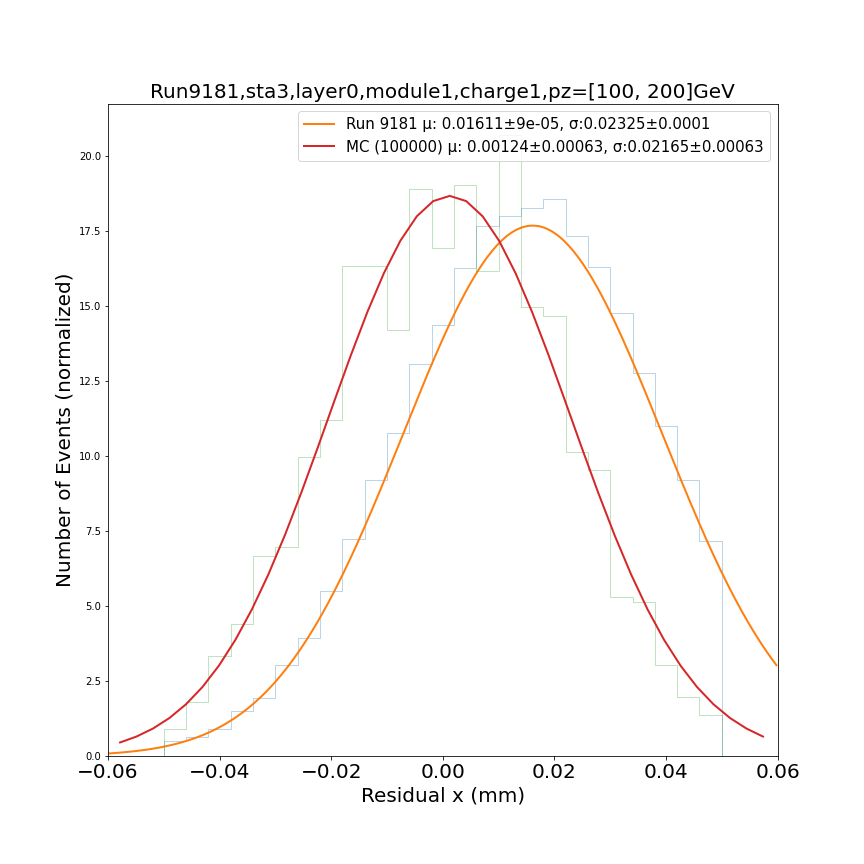 Run9181,sta3,layer0,module1,charge1,pz=[100, 200]GeV
Run 9181 μ: 0.01611±9e-05, σ:0.02325±0.0001
MC (100000) μ: 0.00124±0.00063, σ:0.02165±0.00063
20.0
17.5
15.0
12.5
10.0
7.5
5.0
2.5
0.0
Number of Events (normalized)
−0.06 −0.04 −0.02 0.00 0.02 0.04 0.06
Residual x (mm)